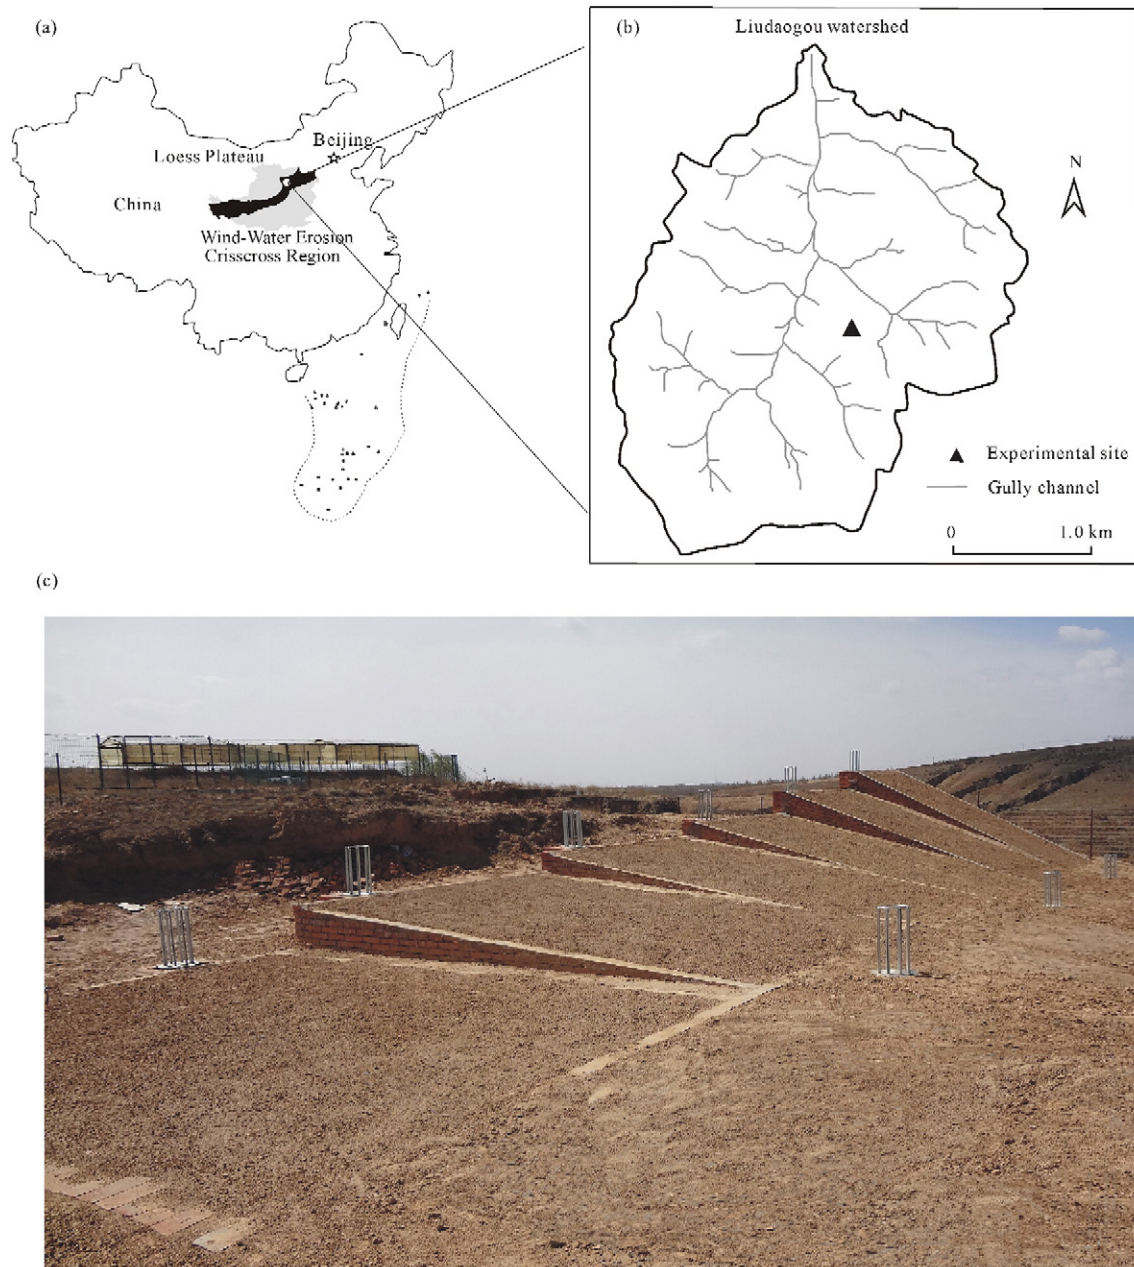 (a)
Beijing
Loess Plateau
China
Wind-Water Erosion
Crisscross Region
(b)
Liudaogou watershed
N
Experimental site
Gully channel
0 1.0 km
(c)